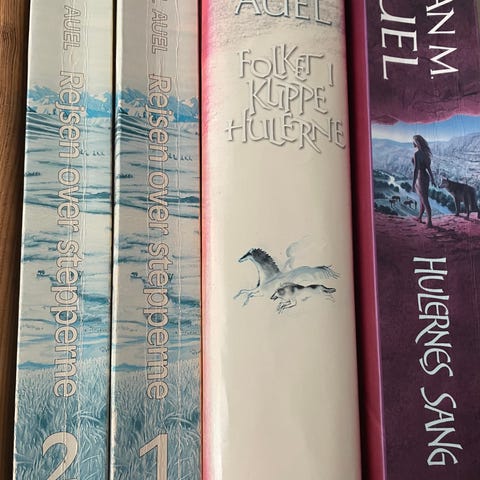 AUEL Rejsen over stepperne 2
AUEL Rejsen over stepperne 1
AUEL
FOLKET I
KLIPPE
HULERNE
AN M.
UEL
HULERNES SANG